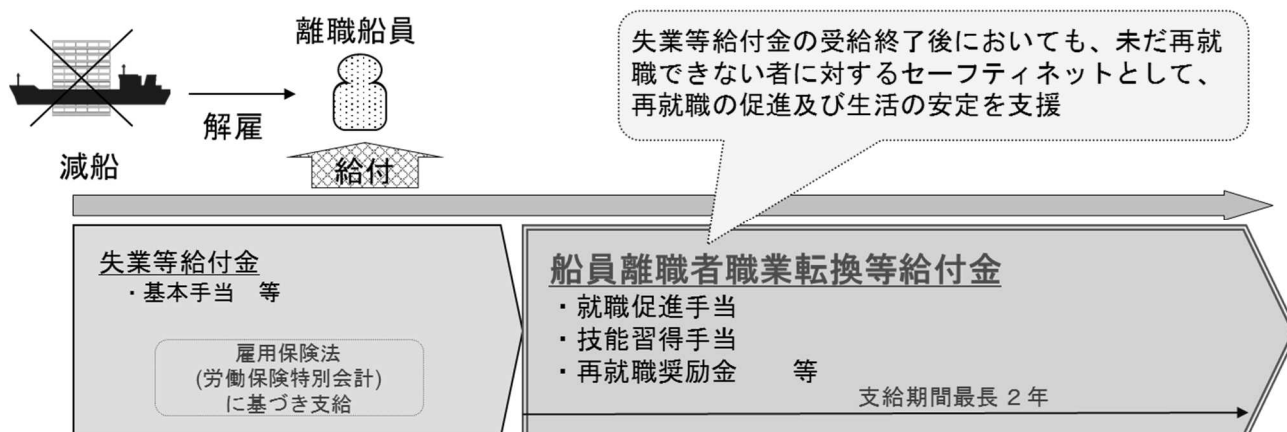 離職船員
解雇
減船
給付
失業等給付金の受給終了後においても、未だ再就
職できない者に対するセーフティネットとして、
再就職の促進及び生活の安定を支援
失業等給付金
・基本手当　等
雇用保険法
(労働保険特別会計)
に基づき支給
船員離職者職業転換等給付金
・就職促進手当
・技能習得手当
・再就職奨励金　　等
支給期間最長 2 年